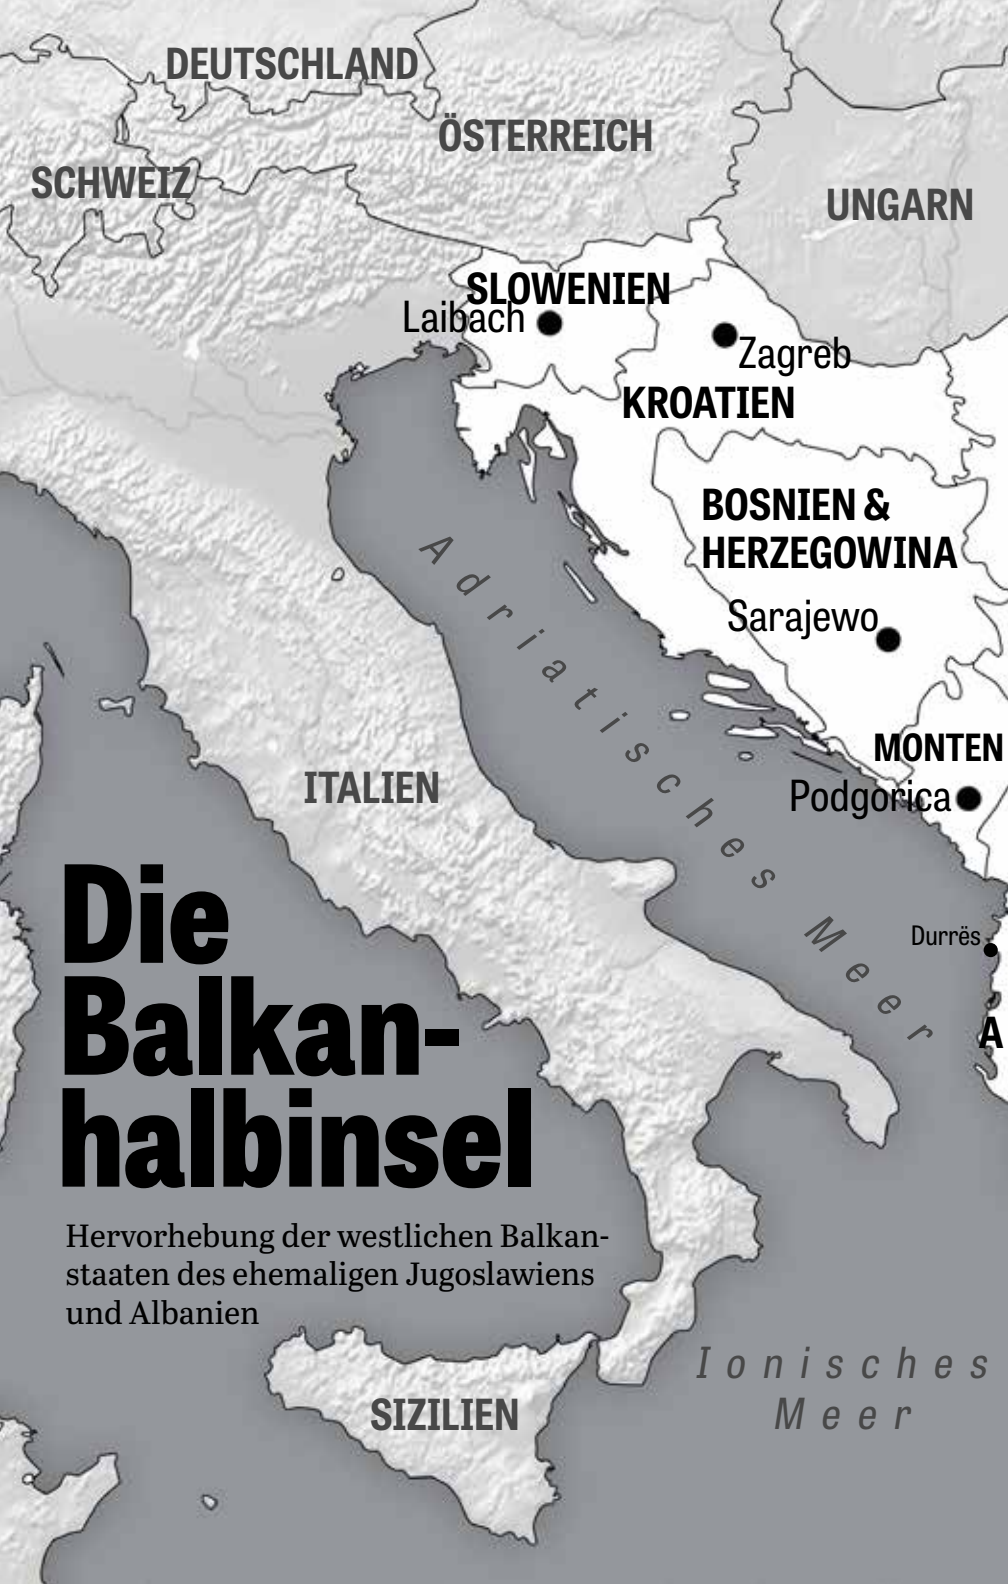 DEUTSCHLAND
ÖSTERREICH
SCHWEIZ
UNGARN
SLOWENIEN
Laibach
Zagreb
KROATIEN
BOSNIEN &
HERZEGOWINA
Sarajewo
Adriatisches Meer
MONTEN
Podgorica
ITALIEN
Durrës
A
Die
Balkan-
halbinsel
Hervorhebung der westlichen Balkan-
staaten des ehemaligen Jugoslawiens
und Albanien
Ionisches
Meer
SIZILIEN